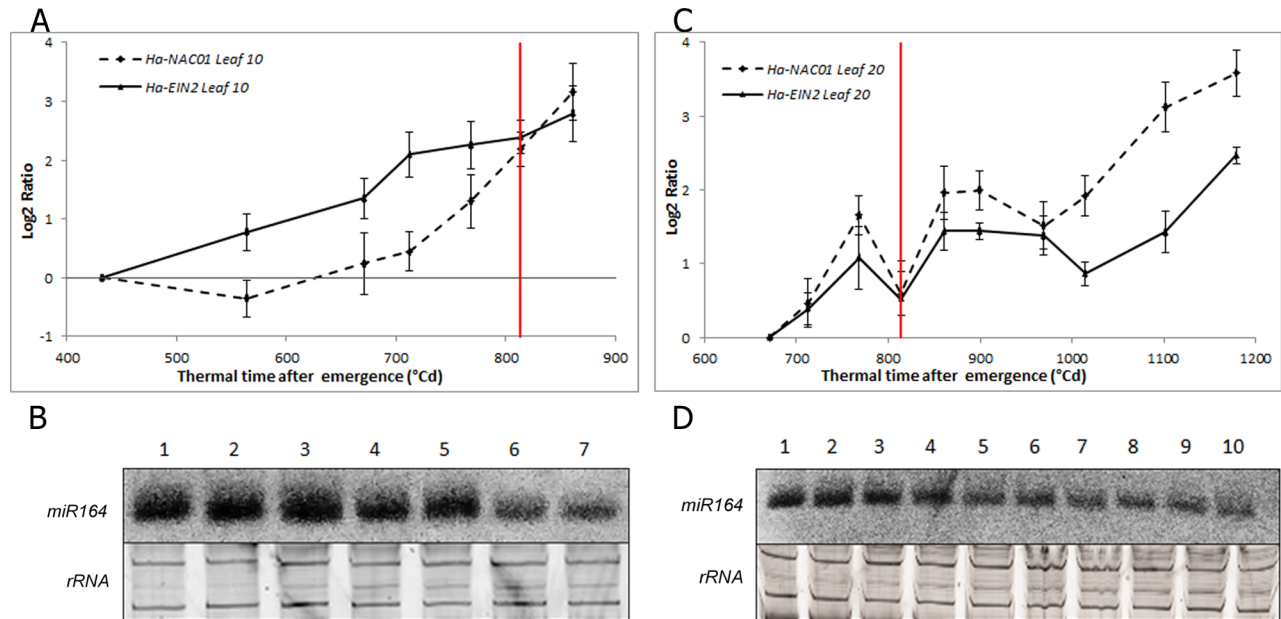 A
Ha-NAC01 Leaf 10
Ha-EIN2 Leaf 10
Log2 Ratio
4
3
2
1
0
-1
400 500 600 700 800 900
Thermal time after emergence (°Cd)
C
Ha-NAC01 Leaf 20
Ha-EIN2 Leaf 20
Log2 Ratio
4
3
2
1
0
600 700 800 900 1000 1100 1200
Thermal time after emergence (°Cd)
B
1 2 3 4 5 6 7
miR164
rRNA
D
1 2 3 4 5 6 7 8 9 10
miR164
rRNA